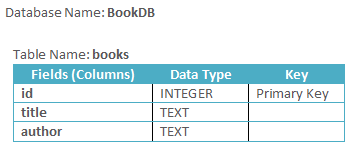 Database Name: BookDB
Table Name: books
Fields (Columns) Data Type Key
id INTEGER Primary Key
title TEXT
author TEXT